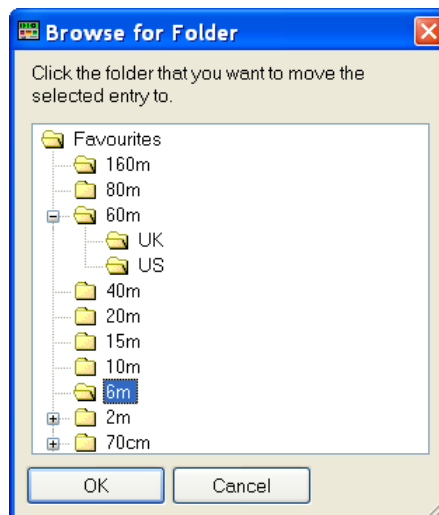 Browse for Folder
Click the folder that you want to move the
selected entry to.
Favourites
160m
80m
60m
UK
US
40m
20m
15m
10m
6m
2m
70cm
OK
Cancel